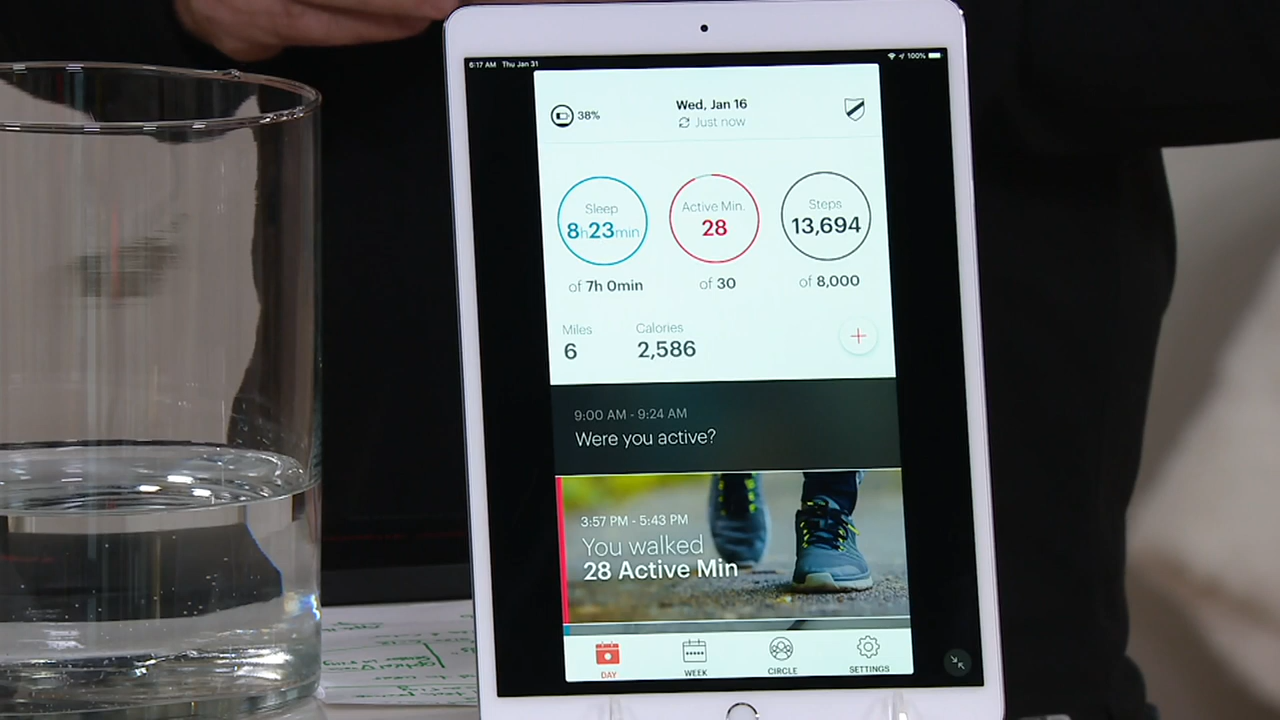 6:17 AM Thu Jan 31
100%
38%
Wed, Jan 16
Just now
Sleep
8h23min
of 7h 0min
Active Min.
28
of 30
Steps
13,694
of 8,000
Miles
6
Calories
2,586
9:00 AM - 9:24 AM
Were you active?
3:57 PM - 5:43 PM
You walked
28 Active Min
DAY
WEEK
CIRCLE
SETTINGS